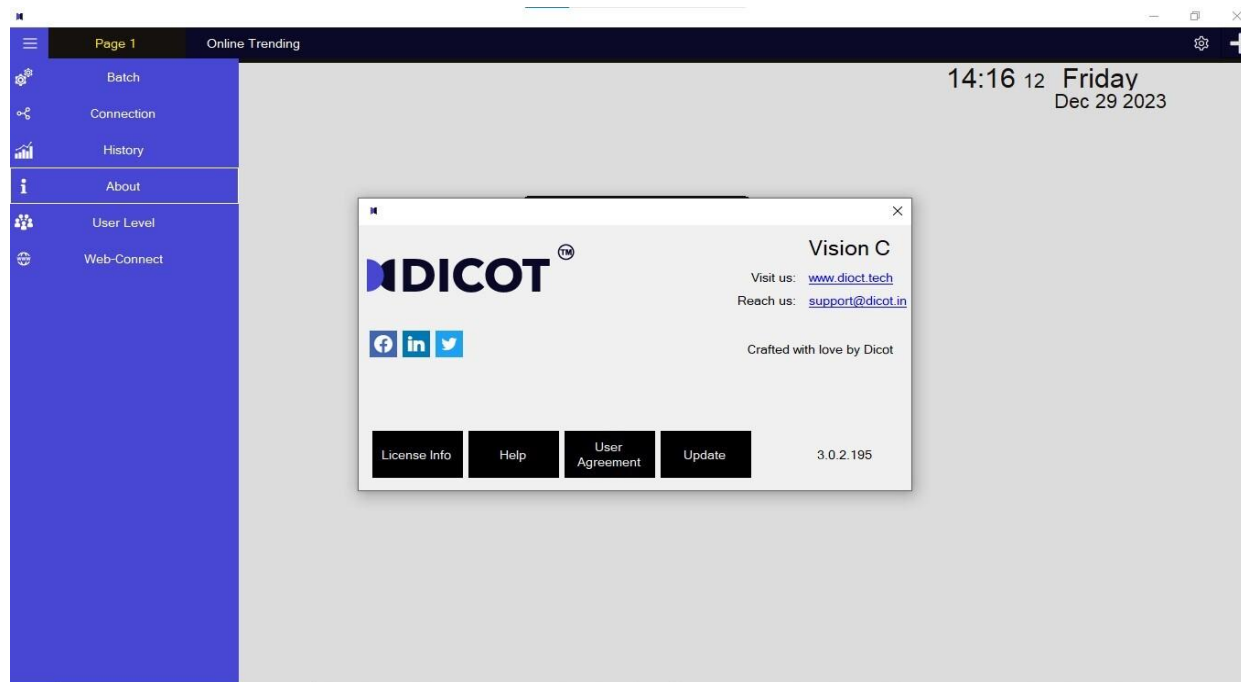 Page 1
Online Trending
Batch
Connection
History
About
User Level
Web-Connect
14:16 12 Friday
Dec 29 2023
DICOT TM
Vision C
Visit us: www.dioct.tech
Reach us: support@dicot.in
f in
Crafted with love by Dicot
License Info
Help
User
Agreement
Update
3.0.2.195